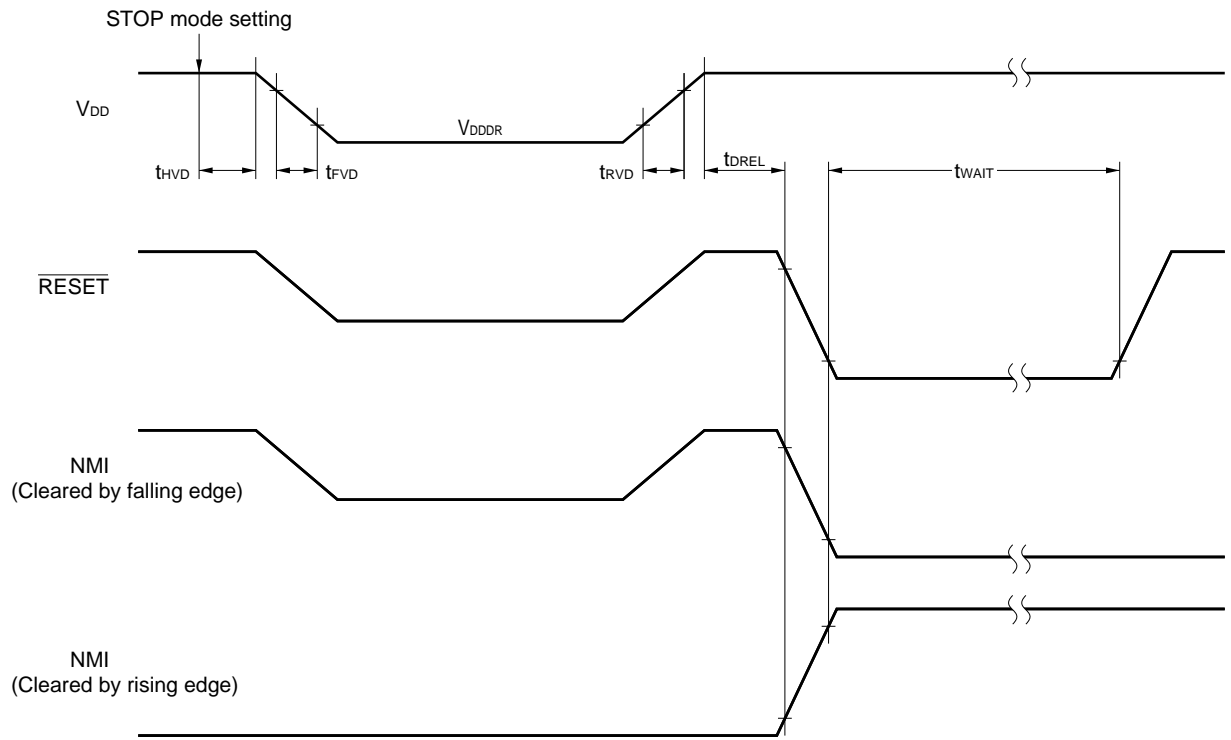 STOP mode setting
VDD
VDDDR
tHVD
tFVD
tRVD
tDREL
tWAIT
RESET
NMI
(Cleared by falling edge)
NMI
(Cleared by rising edge)